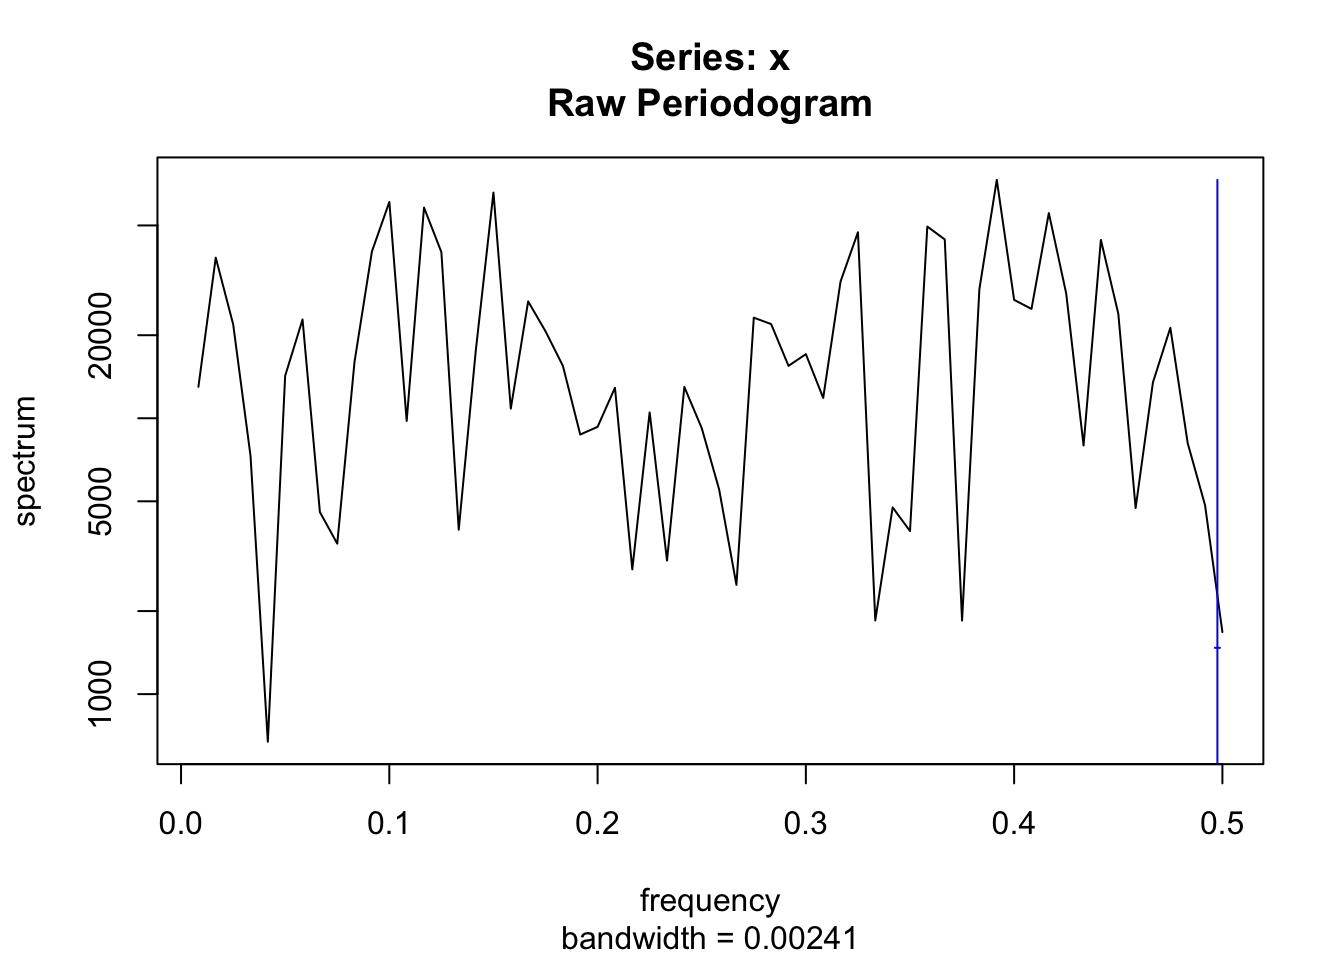 Series: x
Raw Periodogram
spectrum
20000
5000
1000
0.0 0.1 0.2 0.3 0.4 0.5
frequency
bandwidth = 0.00241